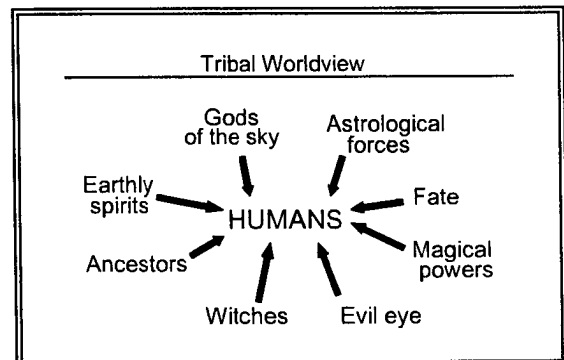 Tribal Worldview
Gods
of the sky
Astrological
forces
Earthly
spirits
Fate
HUMANS
Ancestors
Magical
powers
Witches
Evil eye